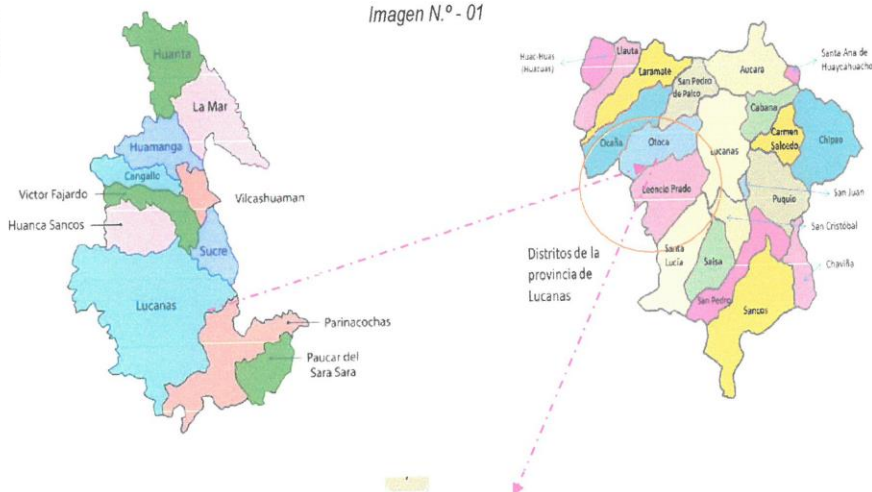 Imagen N.º - 01
Huanta
La Mar
Huamanga
Cangallo
Victor Fajardo
Vilcashuaman
Huanca Sancos
Sucre
Lucanas
Parinacochas
Paucar del
Sara Sara
Huac-Huas
(Huacuas)
Llauta
Laramate
San Pedro
de Palco
Aucara
Santa Ana de
Huaycahuacho
Cabana
Carmen
Salcedo
Chipao
Ocaña
Otoca
Lucanas
Leoncio Prado
Puquio
San Juan
San Cristóbal
Santa
Lucía
Saisa
Chaviña
San Pedro
Sancos
Distritos de la
provincia de
Lucanas